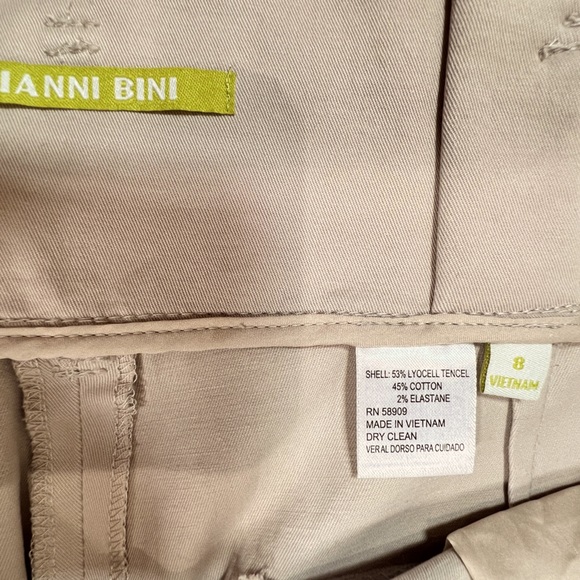 IANNI BINI
SHELL: 53% LYOCELL TENCEL
45% COTTON
2% ELASTANE
RN 58909
MADE IN VIETNAM
DRY CLEAN
VER AL DORSO PARA CUIDADO
8
VIETNAM